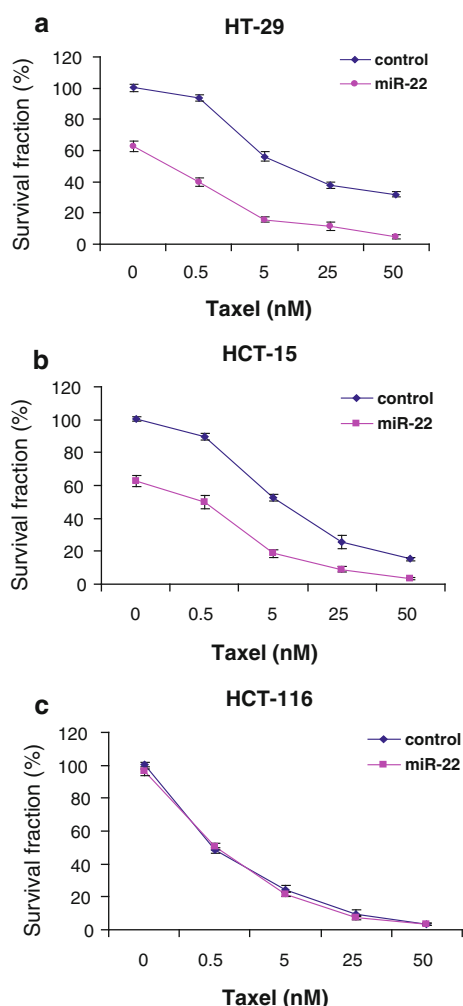 a
HT-29
120
100
80
60
40
20
0
Survival fraction (%)
control
miR-22
0 0.5 5 25 50
Taxel (nM)
b
HCT-15
120
100
80
60
40
20
0
Survival fraction (%)
control
miR-22
0 0.5 5 25 50
Taxel (nM)
c
HCT-116
120
100
80
60
40
20
0
Survival fraction (%)
control
miR-22
0 0.5 5 25 50
Taxel (nM)